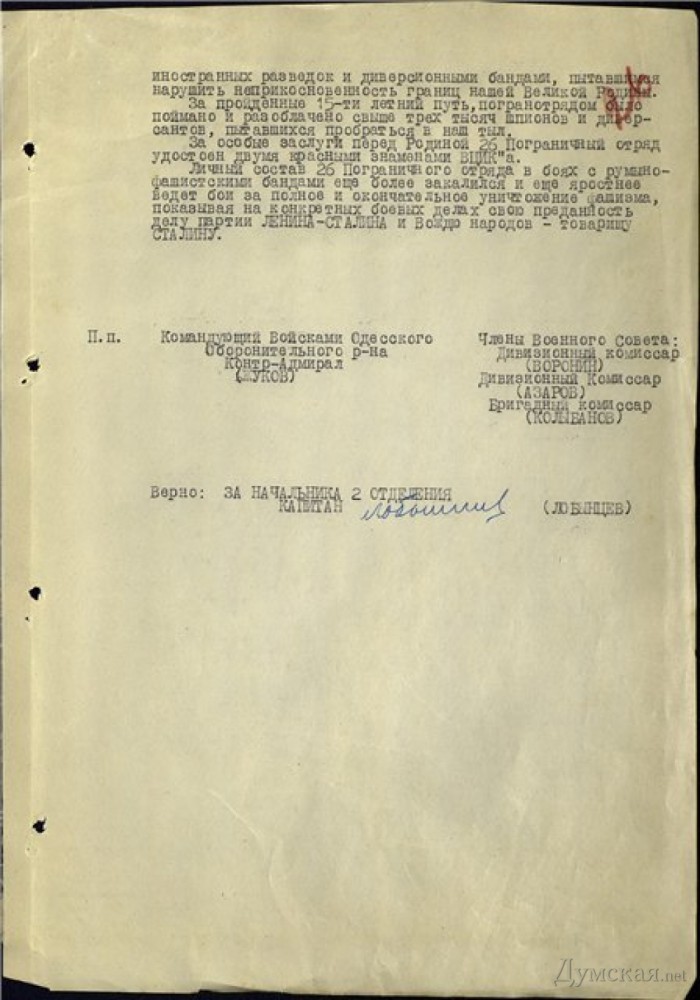 иностранных разведок и диверсионными бандами, пытавшимся
нарушить неприкосновенность границ нашей Великой Родины.
За пройденные 15-ти летний путь, погранотрядом было
поймано и разоблачено свыше трех тысяч шпионов и дивер-
сантов, пытавшихся пробраться в наш тыл.
За особые заслуги перед Родиной 26 Пограничный отряд
удостоен двумя красными знаменами ВЦИК"а.
Личный состав 26 Пограничного отряда в боях с румыно-
фашистскими бандами еще более закалился и еще яростнее
ведет бои за полное и окончательное уничтожение фашизма,
показывая на конкретных боевых делах свою преданность
делу партии ЛЕНИНА-СТАЛИНА и Вождю народов - товарищу
СТАЛИНУ.
П.п. Командующий Войсками Одесского
Оборонительного р-на
Контр-Адмирал
(ЖУКОВ)
Члены Военного Совета:
Дивизионный комиссар
(ВОРОНИН)
Дивизионный Комиссар
(АЗАРОВ)
Бригадный комиссар
(КОЛЫБАНОВ)
Верно: ЗА НАЧАЛЬНИКА 2 ОТДЕЛЕНИЯ
КАПИТАН (ЛОБЫНЦЕВ)
Думская.net